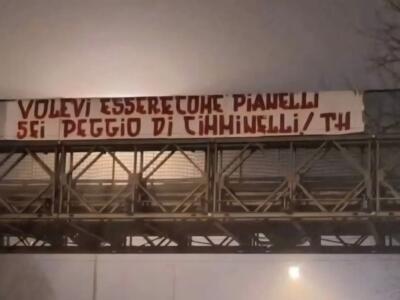 VOLEVI ESSERE COME PIANELLI
SEI PEGGIO DI CIMMINELLI! TH